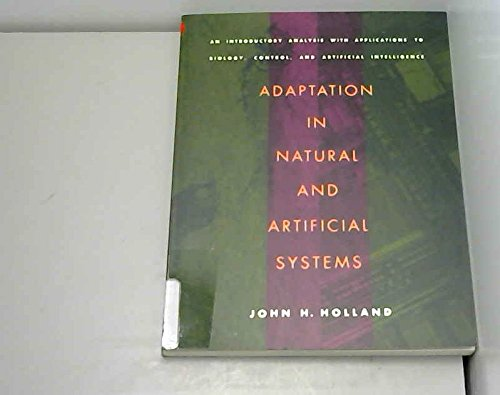 AN INTRODUCTORY ANALYSIS WITH APPLICATIONS TO
BIOLOGY, CONTROL, AND ARTIFICIAL INTELLIGENCE
ADAPTATION
IN
NATURAL
AND
ARTIFICIAL
SYSTEMS
JOHN H. HOLLAND